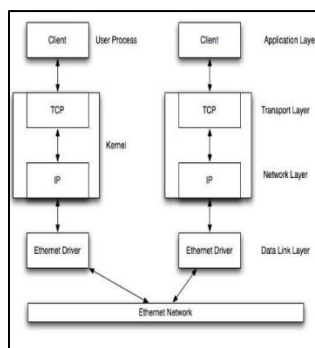 Client User Process Client Application Layer
TCP TCP Transport Layer
Kernel
IP IP Network Layer
Ethernet Driver Ethernet Driver Data Link Layer
Ethernet Network